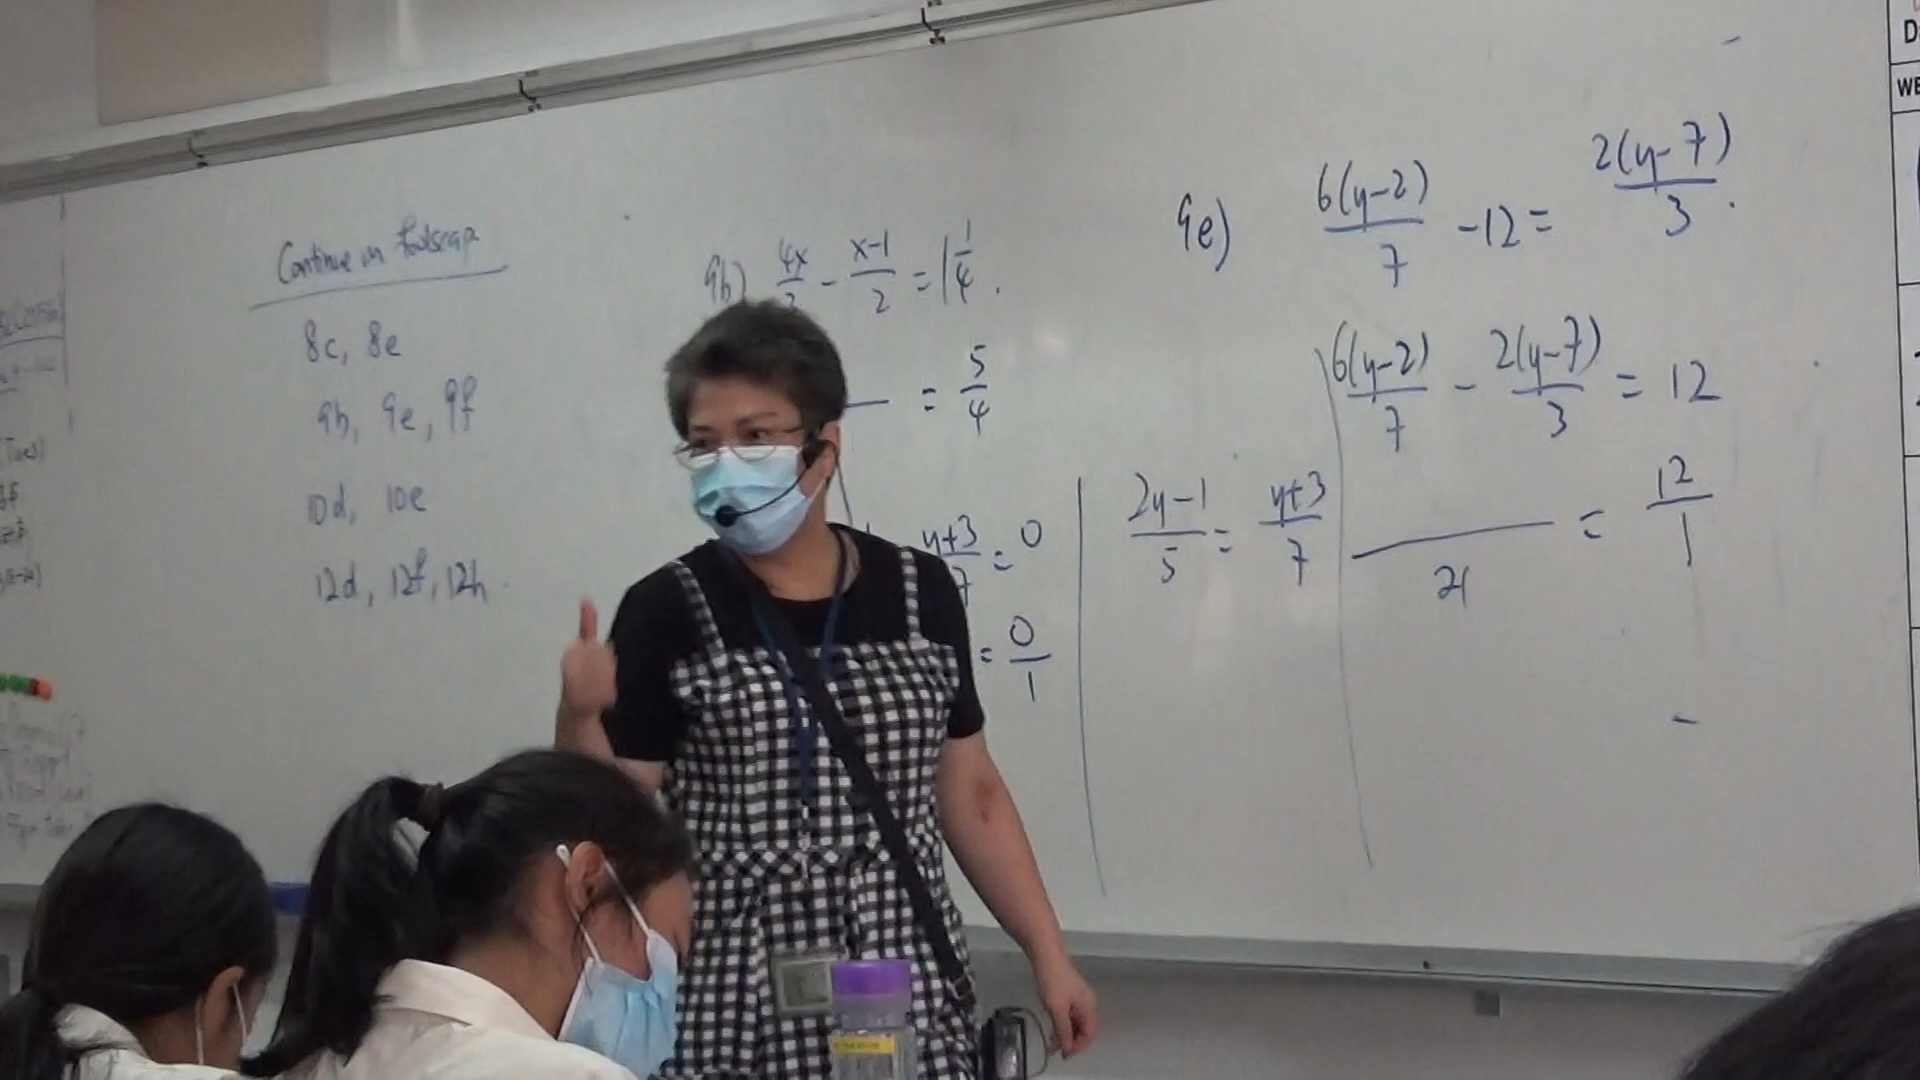 Continue on foolscap
8c, 8e
9b, 9e, 9f
10d, 10e
12d, 12f, 12h
9b) 4x/3 - x-1/2 = 1 1/4.
= 5/4
y+3/7 = 0
= 0/1
2y-1/5 = y+3/7
9e) 6(y-2)/7 - 12 = 2(y-7)/3.
6(y-2)/7 - 2(y-7)/3 = 12
/21 = 12/1